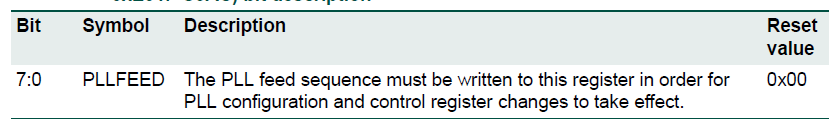 Bit Symbol Description Reset value
7:0 PLLFEED The PLL feed sequence must be written to this register in order for 0x00
PLL configuration and control register changes to take effect.